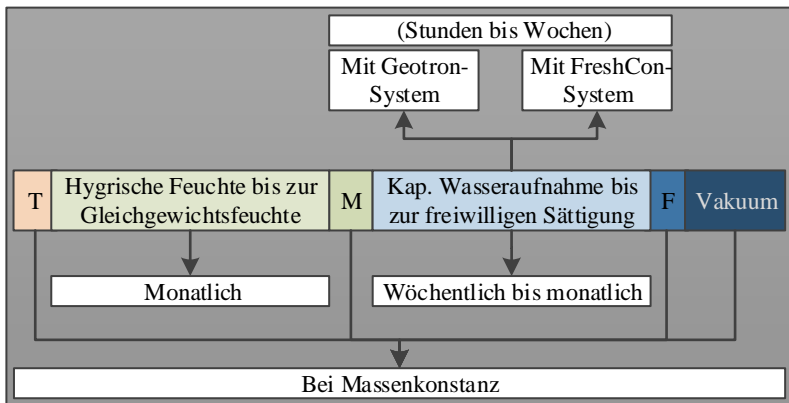 (Stunden bis Wochen)
Mit Geotron-
System
Mit FreshCon-
System
T
Hygrische Feuchte bis zur
Gleichgewichtsfeuchte
M
Kap. Wasseraufnahme bis
zur freiwilligen Sättigung
F
Vakuum
Monatlich
Wöchentlich bis monatlich
Bei Massenkonstanz